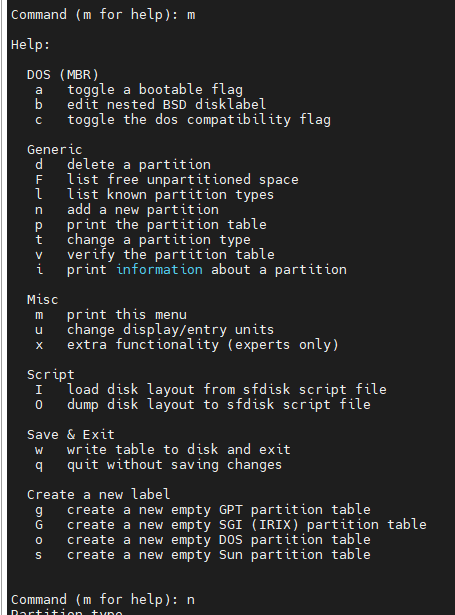 Command (m for help): m
Help:
DOS (MBR)
a toggle a bootable flag
b edit nested BSD disklabel
c toggle the dos compatibility flag
Generic
d delete a partition
F list free unpartitioned space
l list known partition types
n add a new partition
p print the partition table
t change a partition type
v verify the partition table
i print information about a partition
Misc
m print this menu
u change display/entry units
x extra functionality (experts only)
Script
I load disk layout from sfdisk script file
O dump disk layout to sfdisk script file
Save & Exit
w write table to disk and exit
q quit without saving changes
Create a new label
g create a new empty GPT partition table
G create a new empty SGI (IRIX) partition table
o create a new empty DOS partition table
s create a new empty Sun partition table
Command (m for help): n
Partition type